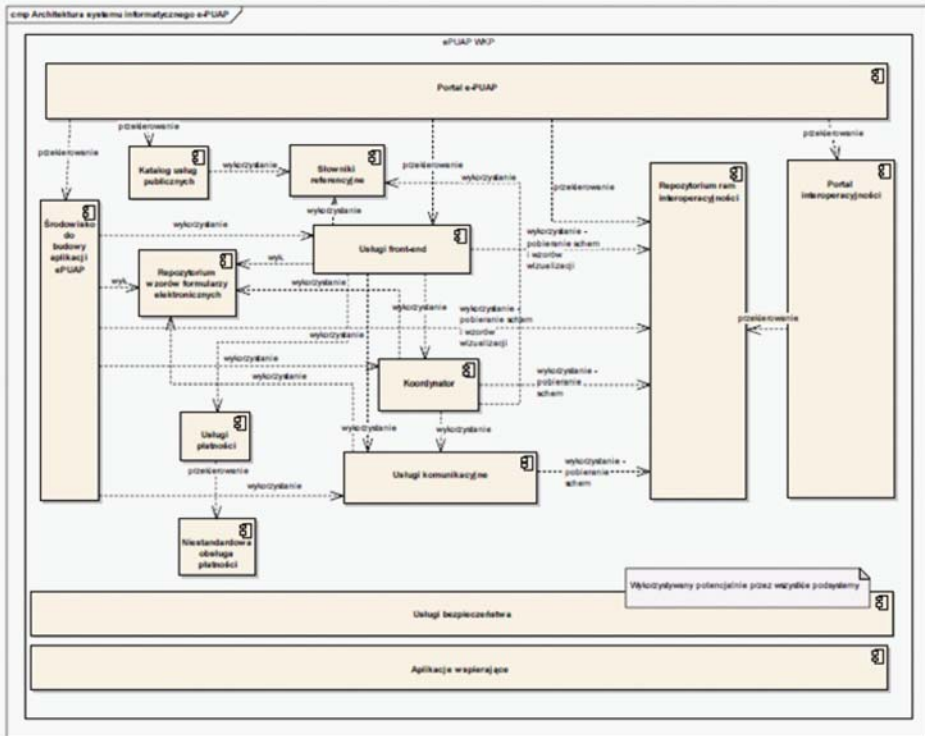 cmp Architektura systemu informatycznego e-PUAP
ePUAP WKP
Portal e-PUAP
przekierowanie
przekierowanie
przekierowanie
przekierowanie
przekierowanie
Katalog usług
publicznych
wykorzystanie
Słowniki
referencyjne
wykorzystanie
wykorzystanie
Repozytorium ram
interoperacyjności
Portal
interoperacyjności
Środowisko
do
budowy
aplikacji
ePUAP
wykorzystanie
Usługi front-end
wykorzystanie -
pobieranie schem
i wzorów
wizualizacji
wyk.
wyk.
Repozytorium
wzorów formularzy
elektronicznych
wykorzystanie
wykorzystanie -
pobieranie schem
i wzorów
wizualizacji
przekierowanie
wykorzystanie
wykorzystanie
Koordynator
wykorzystanie -
pobieranie
schem
Usługi
płatności
wykorzystanie
wykorzystanie
przekierowanie
Usługi komunikacyjne
wykorzystanie -
pobieranie
schem
wykorzystanie
Niestandardowa
obsługa
płatności
Wykorzystywany potencjalnie przez wszystkie podsystemy
Usługi bezpieczeństwa
Aplikacje wspierające